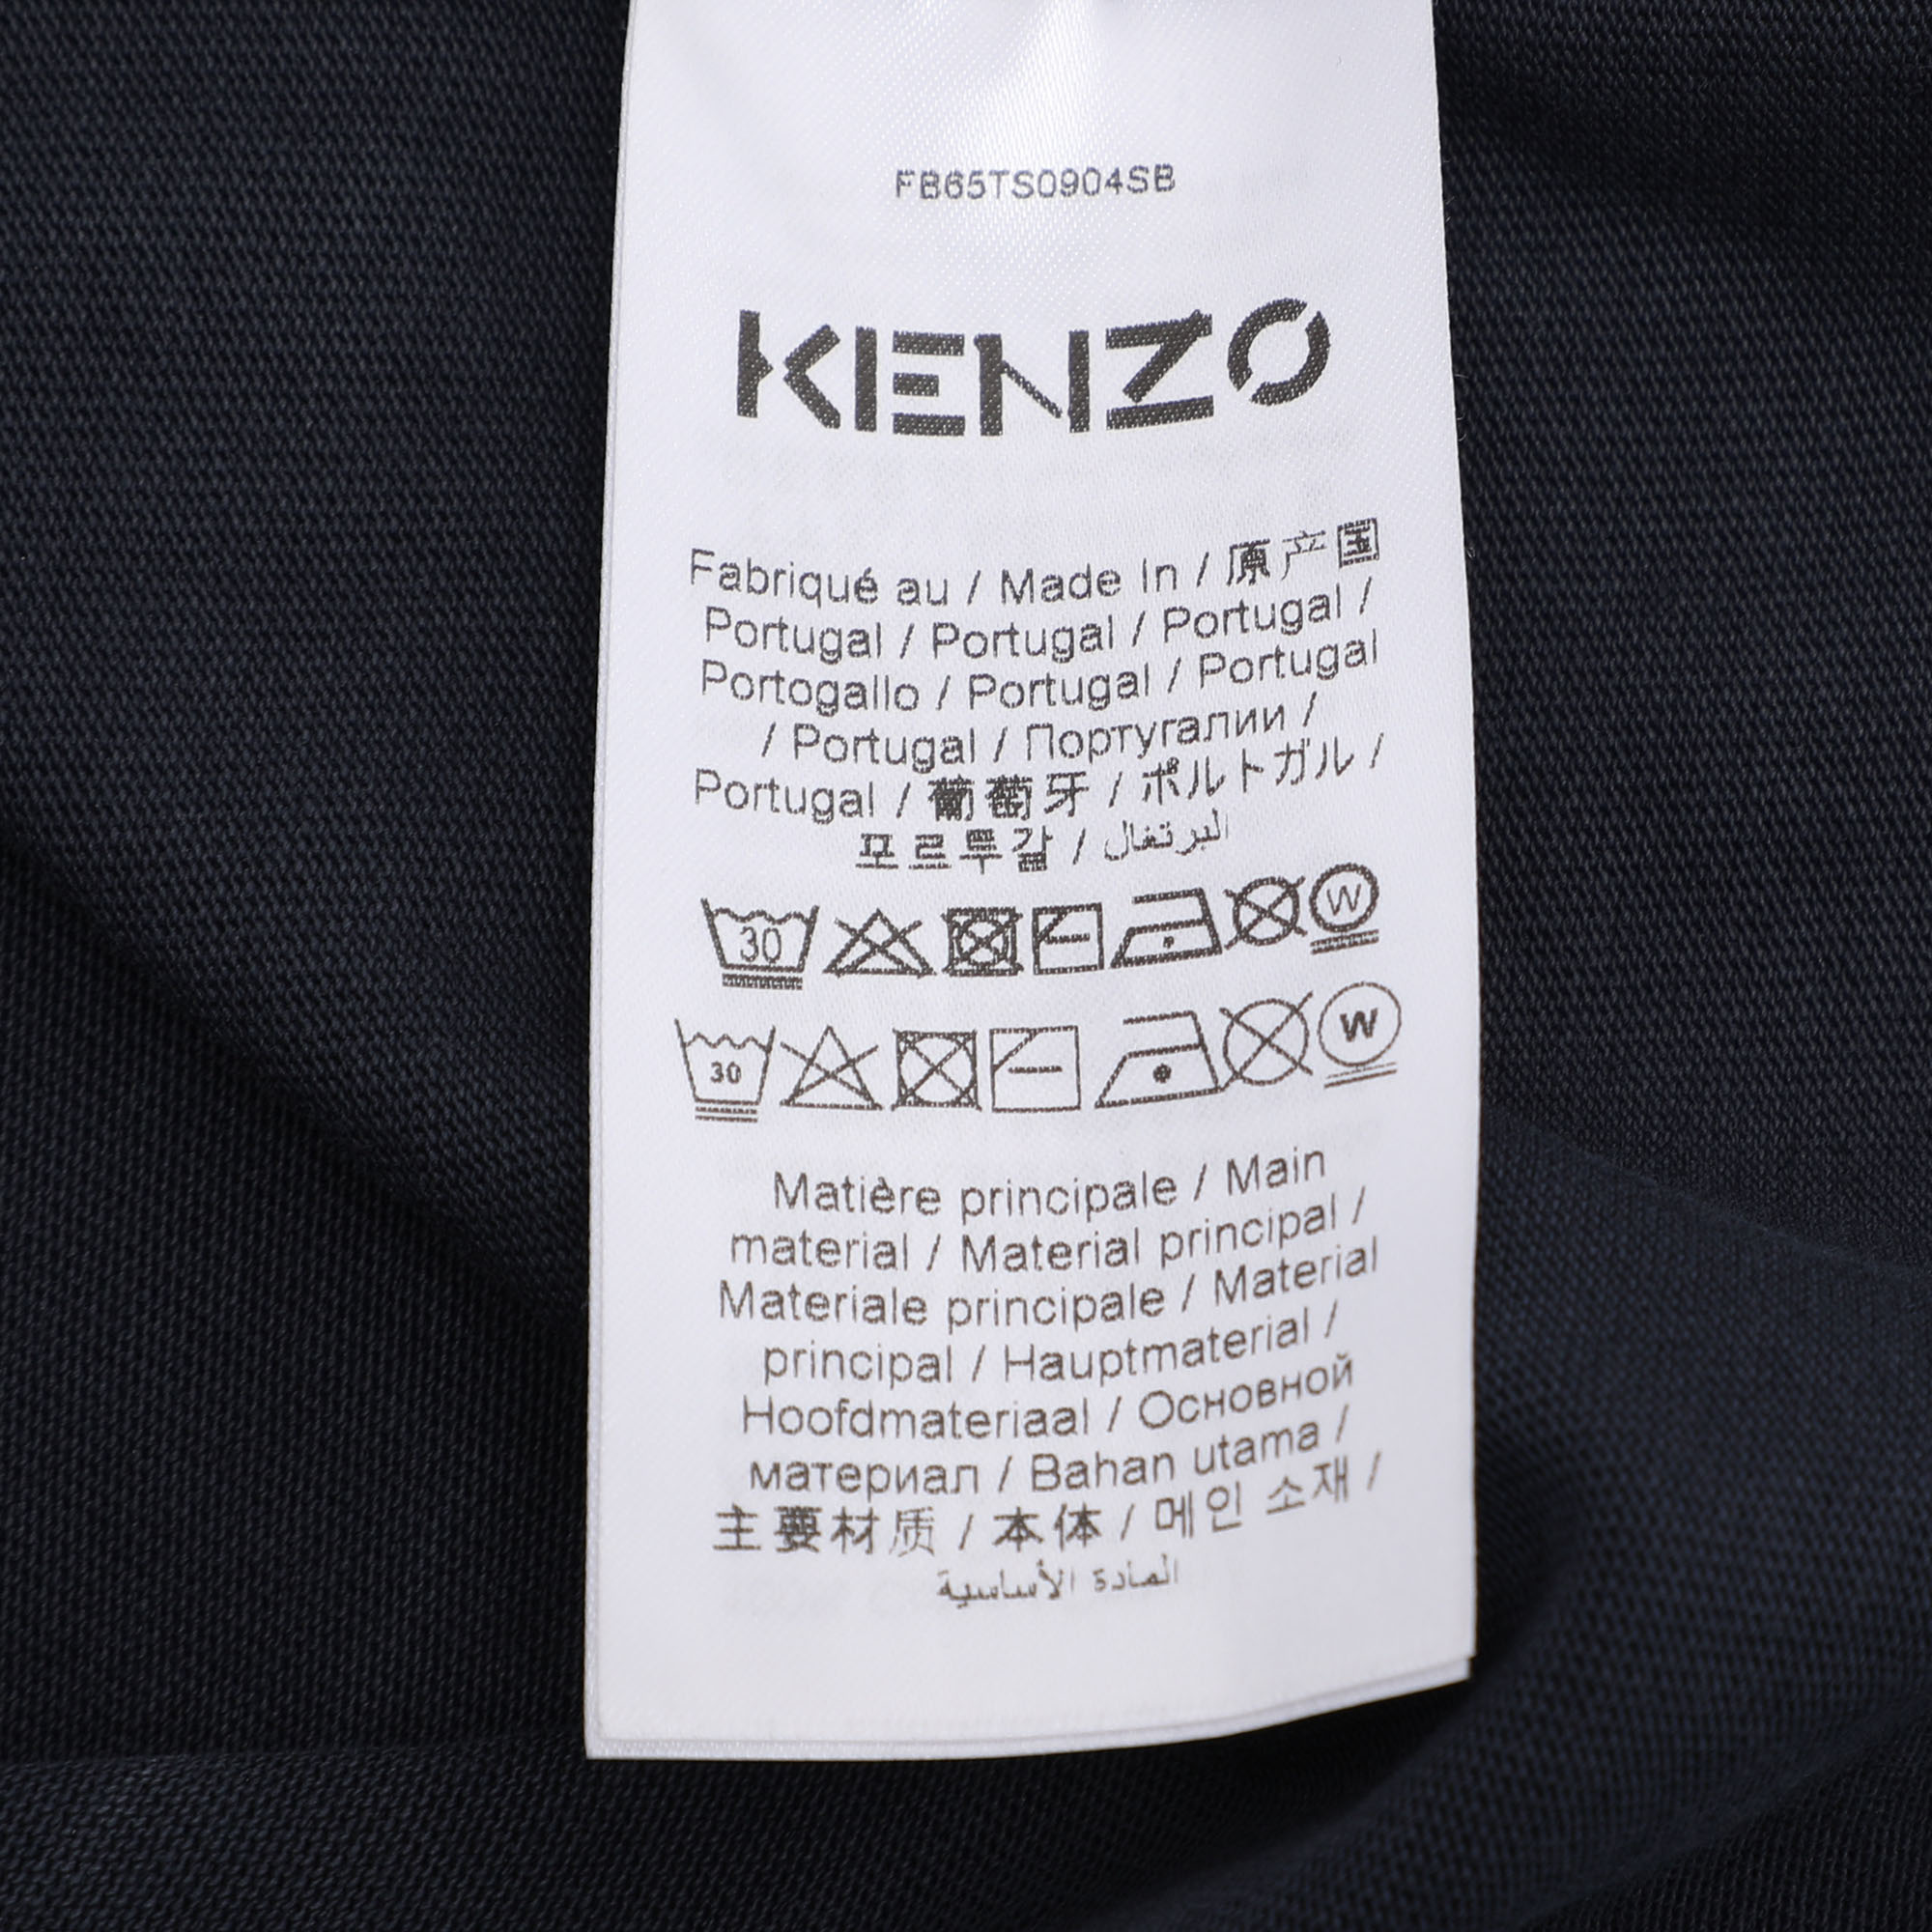 FB65TS0904SB
KENZO
Fabriqué au / Made In / 原产国
Portugal / Portugal / Portugal /
Portogallo / Portugal / Portugal
/ Portugal / Португалии /
Portugal / 葡萄牙 / ポルトガル /
포르투갈 / البرتغال
30 W
30 W
Matière principale / Main
material / Material principal /
Materiale principale / Material
principal / Hauptmaterial /
Hoofdmateriaal / Основной
материал / Bahan utama /
主要材质 / 本体 / 메인 소재 /
المادة الأساسية